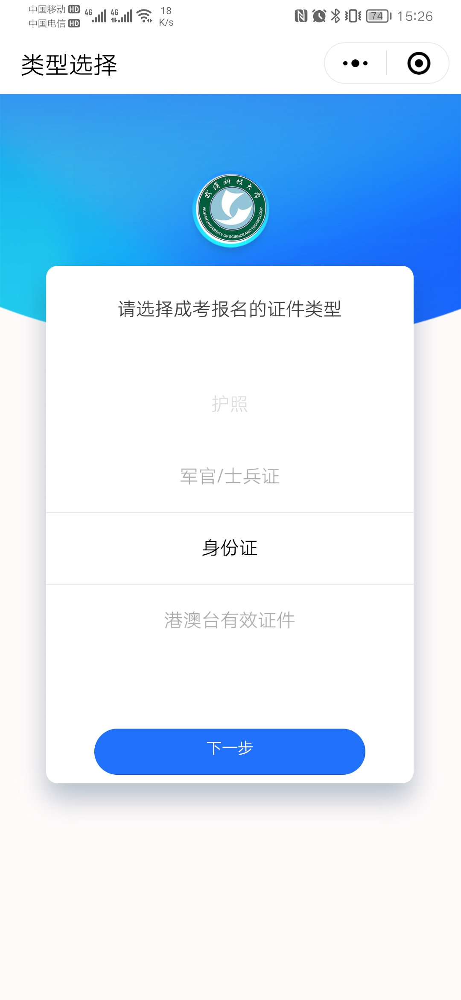 中国移动 HD 4G 4G 18
中国电信 HD K/s
74 15:26
类型选择
武汉科技大学
WUHAN UNIVERSITY OF SCIENCE AND TECHNOLOGY
请选择成考报名的证件类型
护照
军官/士兵证
身份证
港澳台有效证件
下一步